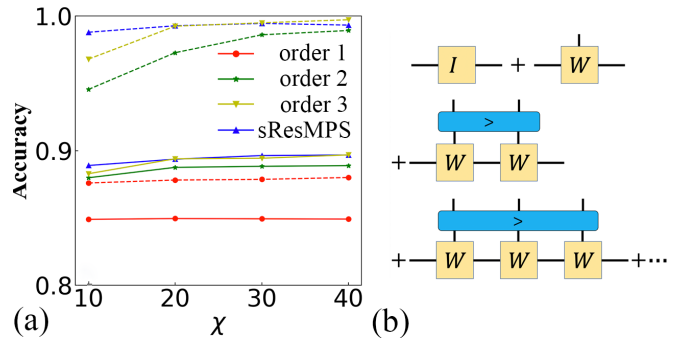 1.0
0.9
0.8
Accuracy
order 1
order 2
order 3
sResMPS
10 20 30 40
χ
(a)
I + W
>
+ W W
>
+ W W W +...
(b)